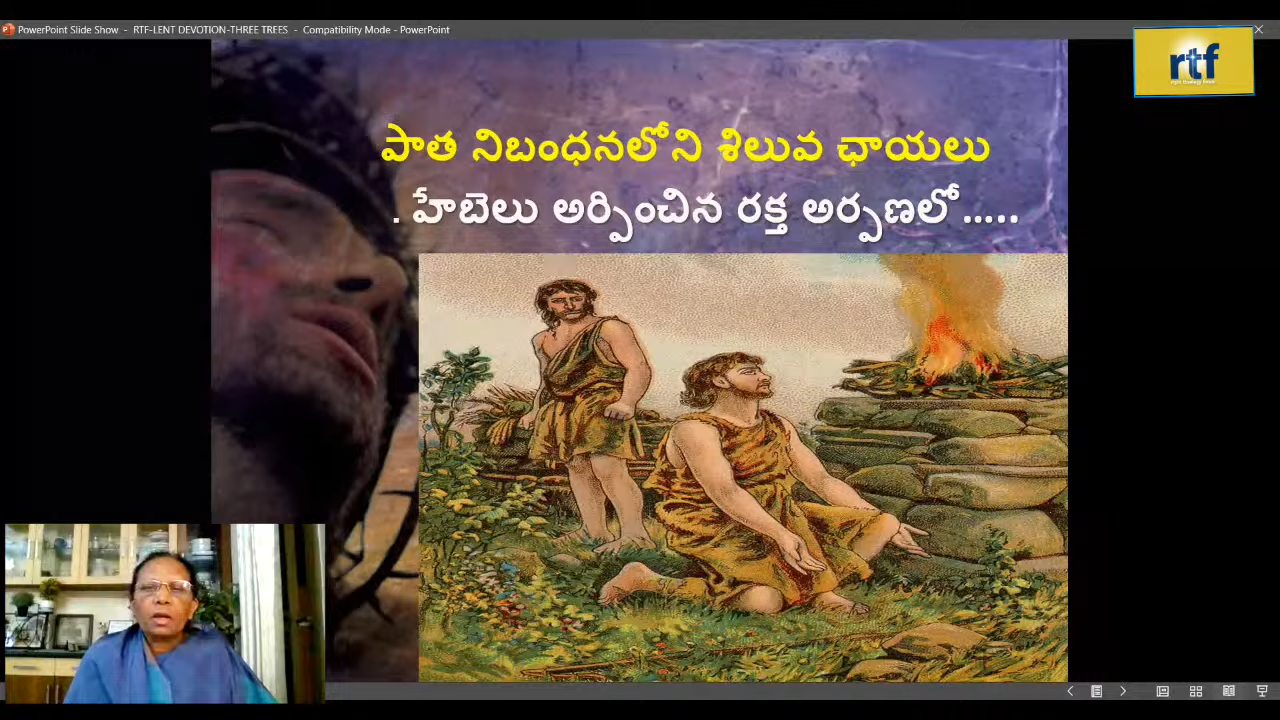 PowerPoint Slide Show - RTF-LENT DEVOTION-THREE TREES - Compatibility Mode - PowerPoint
rtf
పాత నిబంధనలోని శిలువ ఛాయలు
. హేబెలు అర్పించిన రక్త అర్పణలో.....